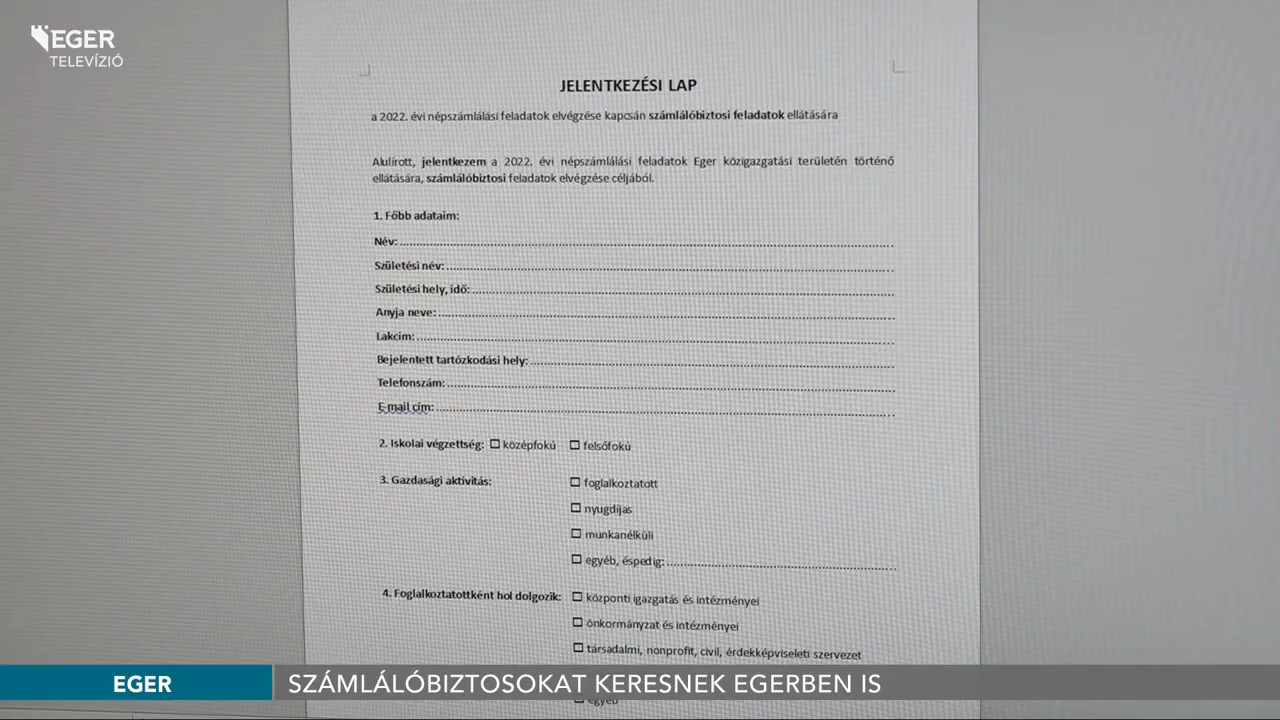 EGER
TELEVÍZIÓ
JELENTKEZÉSI LAP
a 2022. évi népszámlálási feladatok elvégzése kapcsán számlálóbiztosi feladatok ellátására
Alulírott, jelentkezem a 2022. évi népszámlálási feladatok Eger közigazgatási területén történő
ellátására, számlálóbiztosi feladatok elvégzése céljából.
1. Főbb adataim:
Név:
Születési név:
Születési hely, idő:
Anyja neve:
Lakcím:
Bejelentett tartózkodási hely:
Telefonszám:
E-mail cím:
2. Iskolai végzettség: középfokú felsőfokú
3. Gazdasági aktivitás: foglalkoztatott
nyugdíjas
munkanélküli
egyéb, éspedig:
4. Foglalkoztatottként hol dolgozik: központi igazgatás és intézményei
önkormányzat és intézményei
társadalmi, nonprofit, civil, érdekképviseleti szervezet
EGER SZÁMLÁLÓBIZTOSOKAT KERESNEK EGERBEN IS
egyéb